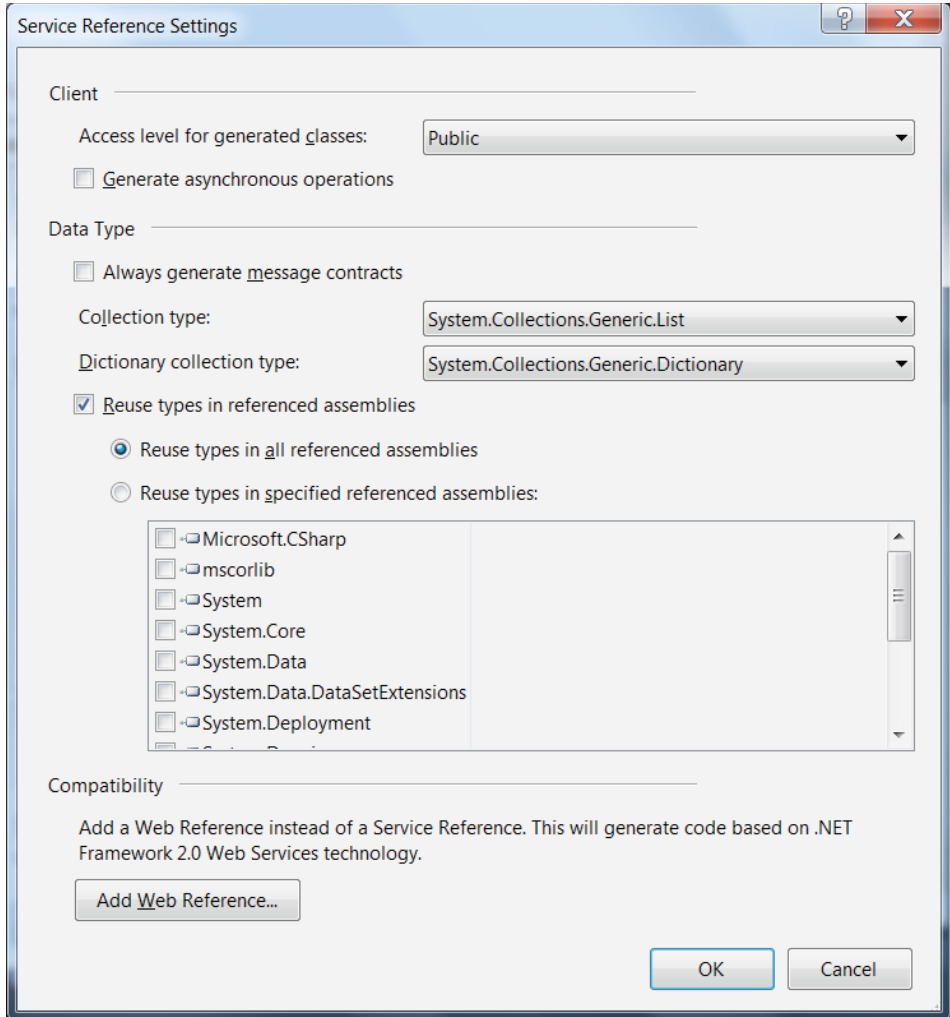 Service Reference Settings
Client
Access level for generated classes:
Public
Generate asynchronous operations
Data Type
Always generate message contracts
Collection type:
System.Collections.Generic.List
Dictionary collection type:
System.Collections.Generic.Dictionary
Reuse types in referenced assemblies
Reuse types in all referenced assemblies
Reuse types in specified referenced assemblies:
Microsoft.CSharp
mscorlib
System
System.Core
System.Data
System.Data.DataSetExtensions
System.Deployment
Compatibility
Add a Web Reference instead of a Service Reference. This will generate code based on .NET
Framework 2.0 Web Services technology.
Add Web Reference...
OK
Cancel